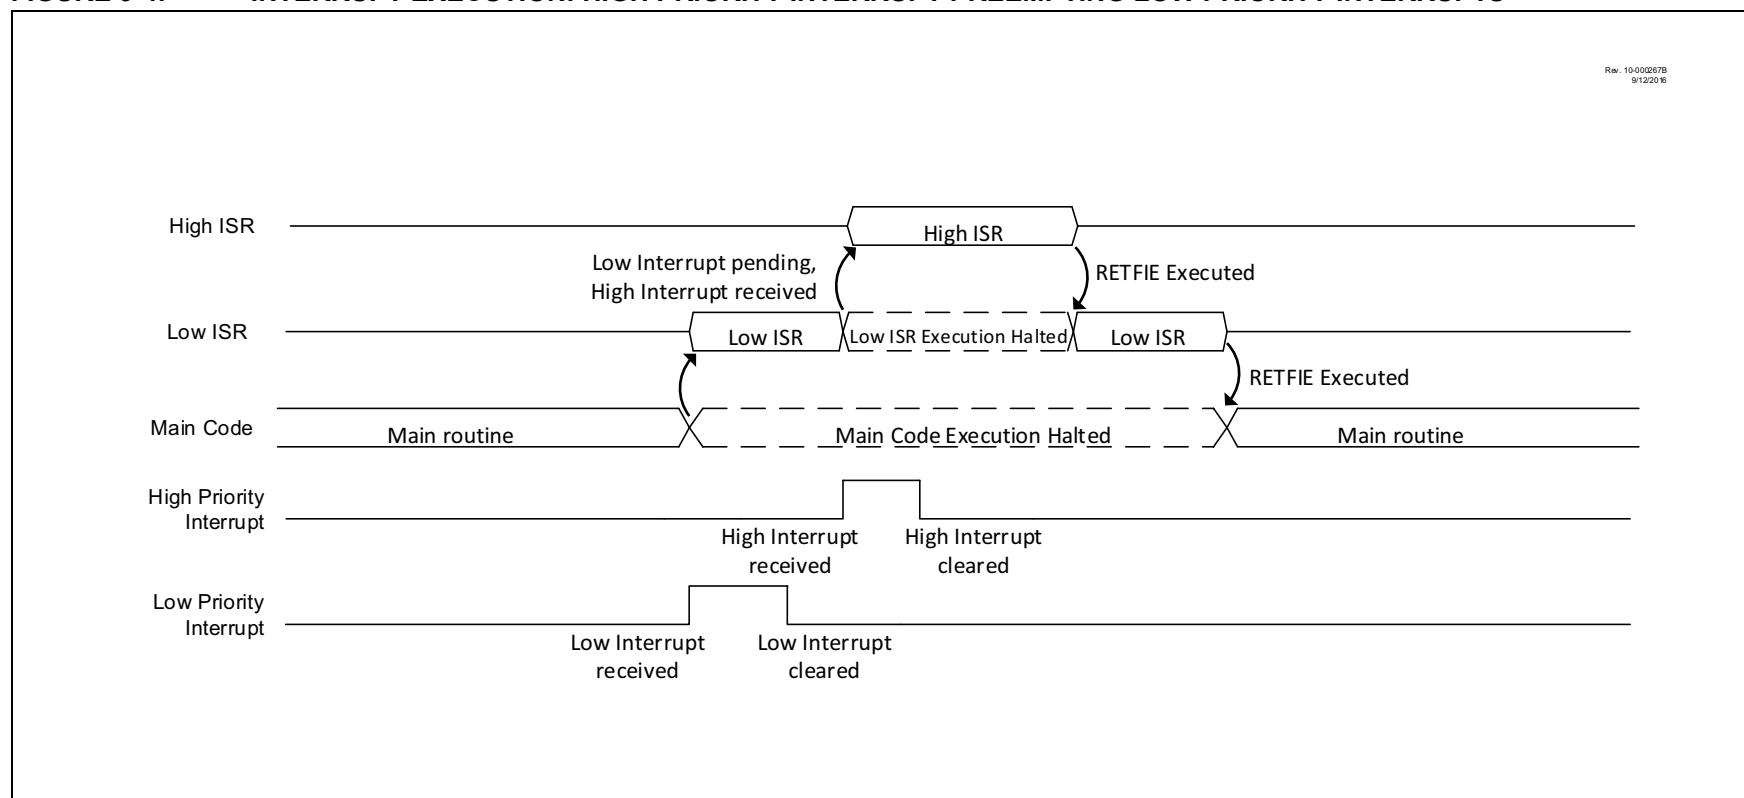 Rev. 10-000267B
9/12/2016
High ISR
High ISR
Low Interrupt pending,
High Interrupt received
RETFIE Executed
Low ISR
Low ISR
Low ISR Execution Halted
Low ISR
RETFIE Executed
Main Code
Main routine
Main Code Execution Halted
Main routine
High Priority
Interrupt
High Interrupt
received
High Interrupt
cleared
Low Priority
Interrupt
Low Interrupt
received
Low Interrupt
cleared